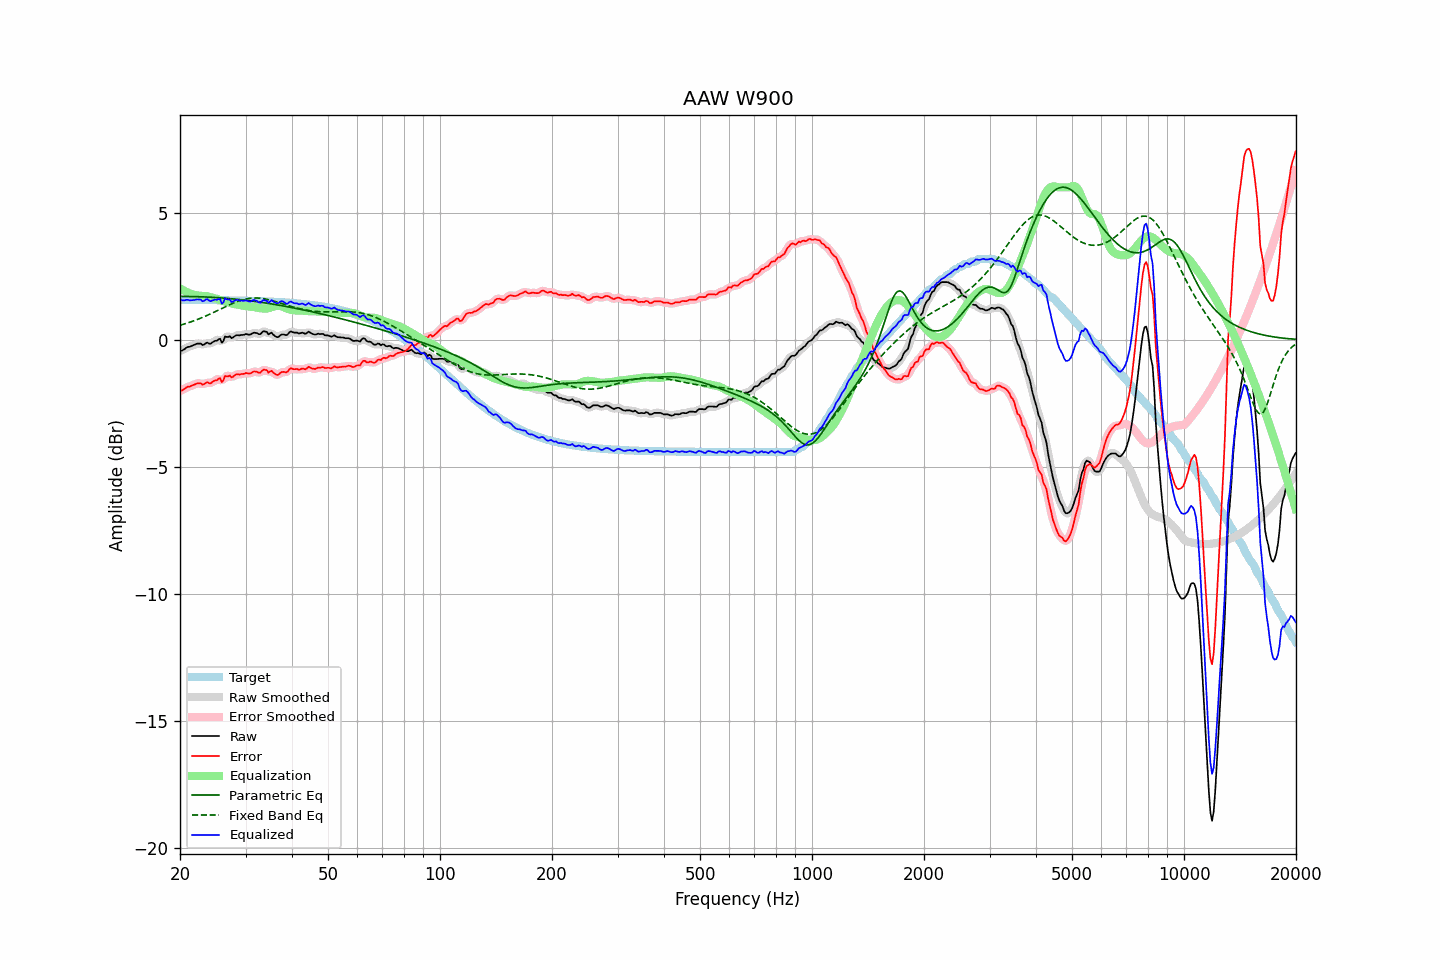 AAW W900
Amplitude (dBr)
5
0
−5
−10
−15
−20
20
50
100
200
500
1000
2000
5000
10000
20000
Frequency (Hz)
Target
Raw Smoothed
Error Smoothed
Raw
Error
Equalization
Parametric Eq
Fixed Band Eq
Equalized